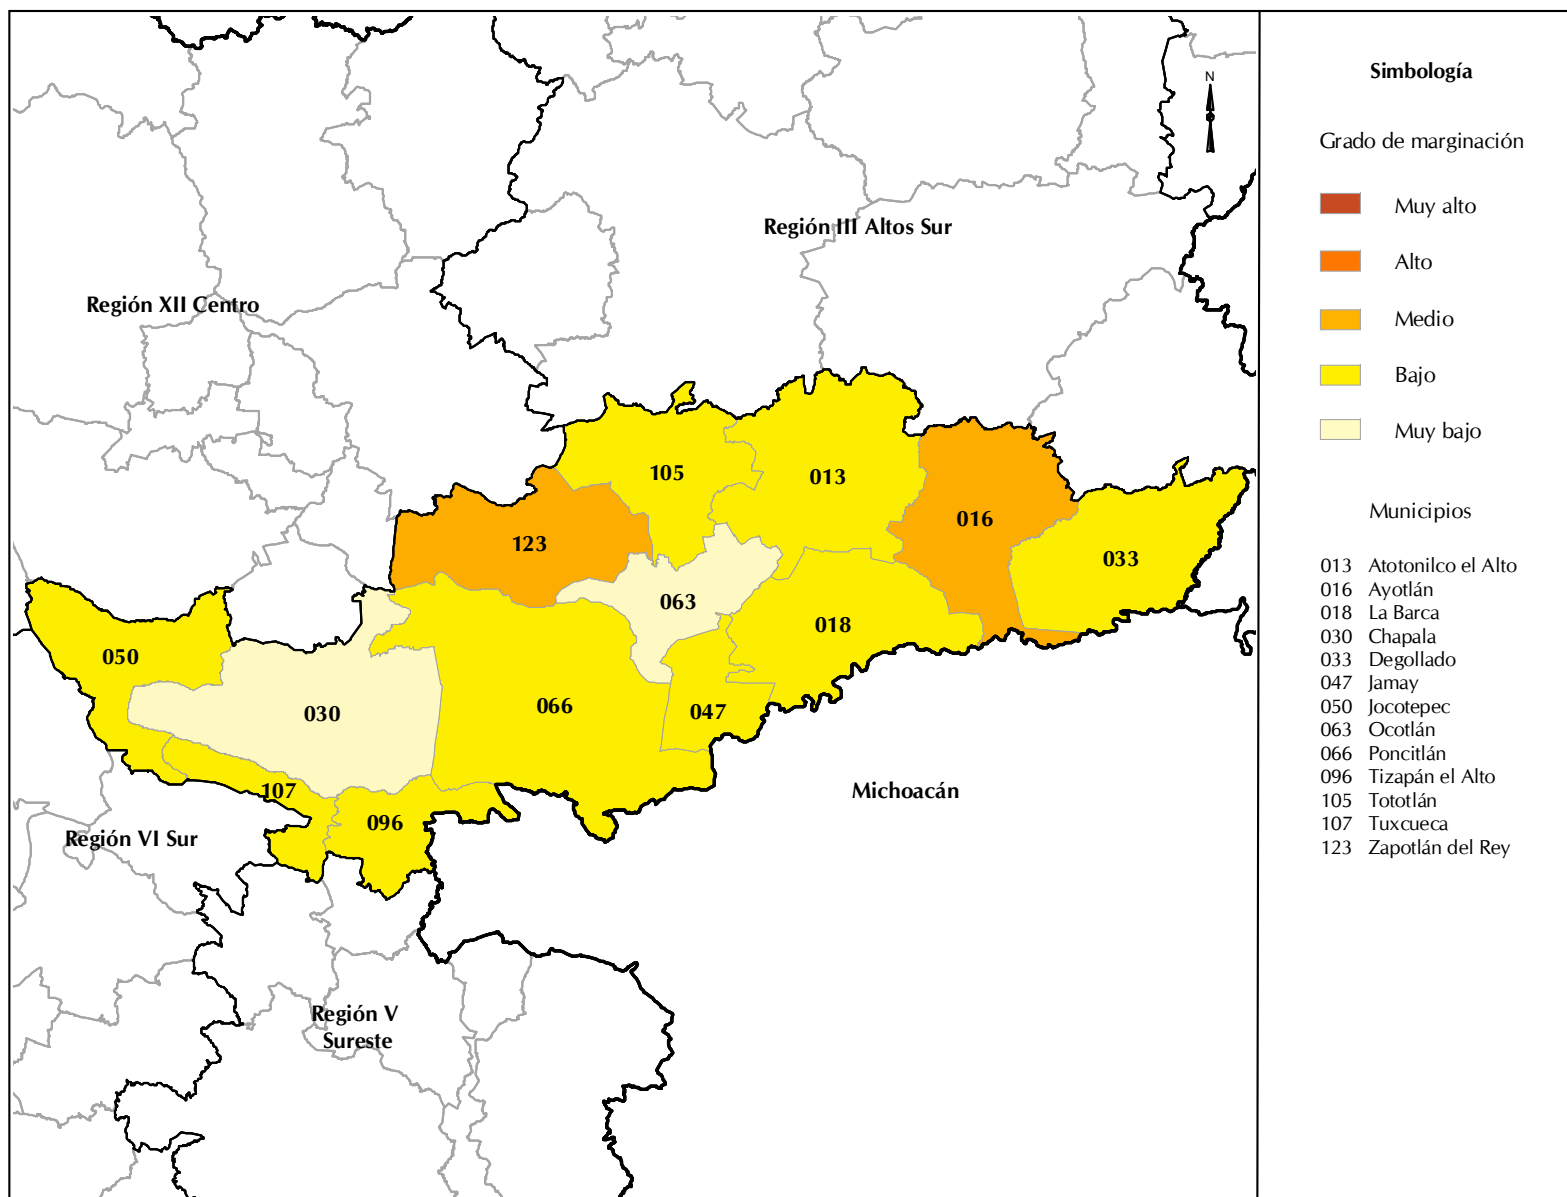 Simbología
N
Grado de marginación
Muy alto
Región III Altos Sur
Alto
Región XII Centro
Medio
Bajo
Muy bajo
105
013
016
Municipios
123
033
063
018
050
030
066
047
107
096
Michoacán
Región VI Sur
Región V
Sureste
013 Atotonilco el Alto
016 Ayotlán
018 La Barca
030 Chapala
033 Degollado
047 Jamay
050 Jocotepec
063 Ocotlán
066 Poncitlán
096 Tizapán el Alto
105 Tototlán
107 Tuxcueca
123 Zapotlán del Rey